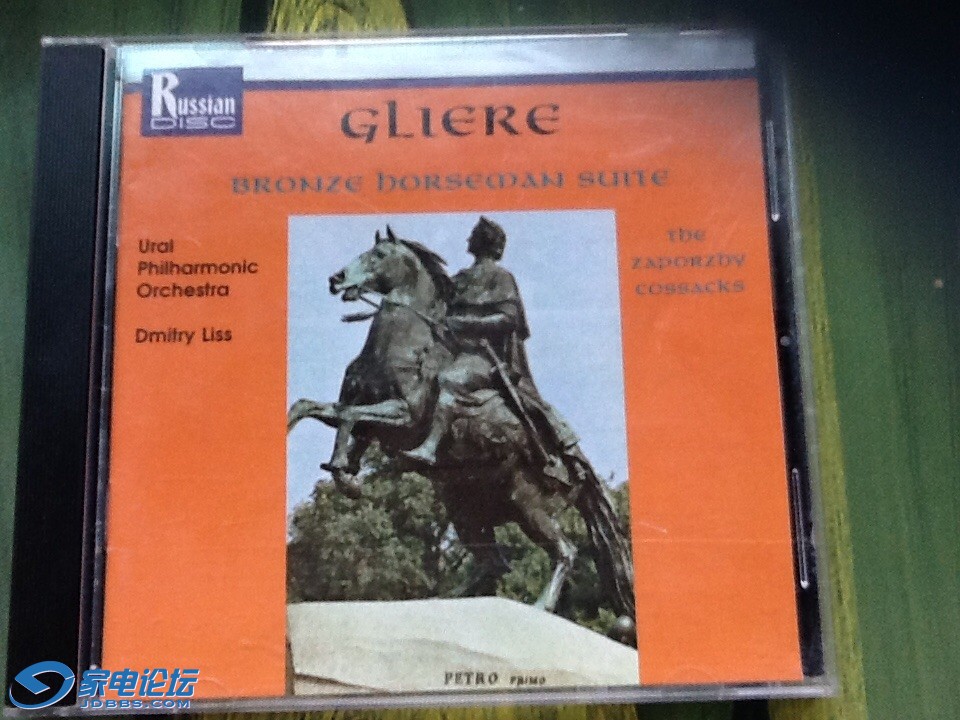 Russian
DISC
GLIERE
BRONZE HORSEMAN SUITE
Ural
Philharmonic
Orchestra
Dmitry Liss
THE
ZAPORZHY
COSSACKS
PETRO PRIMO
家电论坛
JDBBS.COM